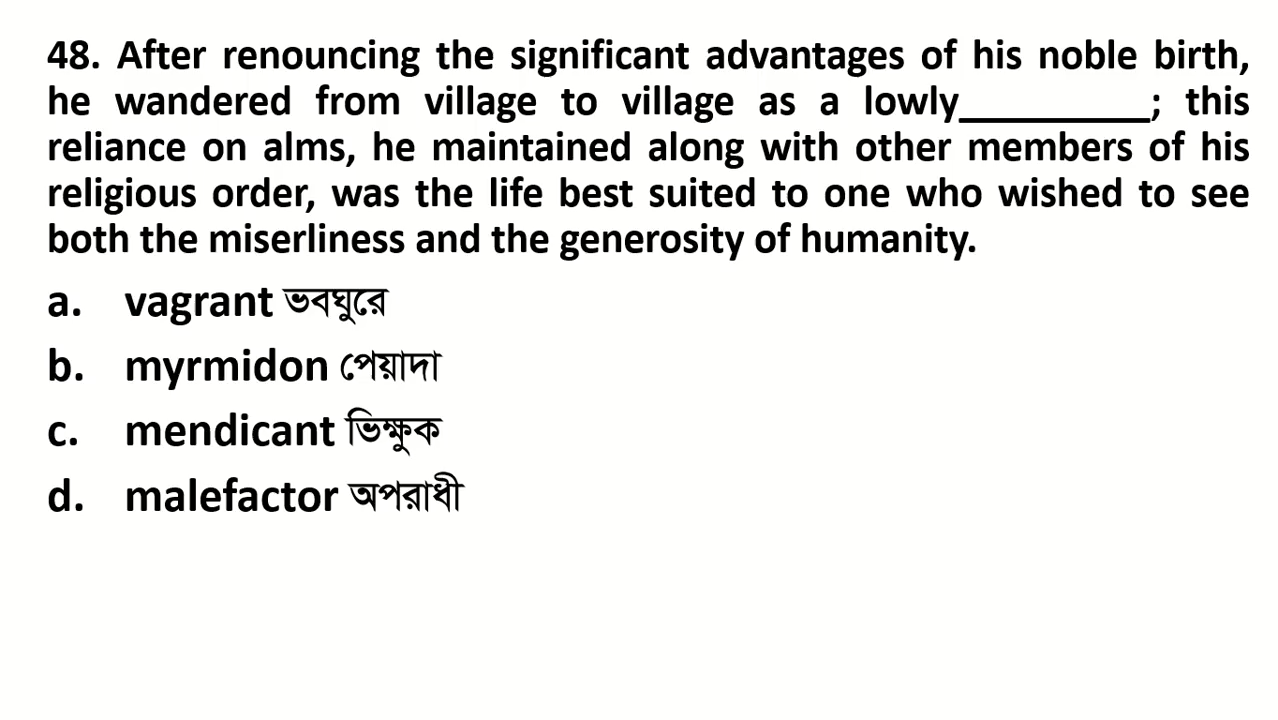 48. After renouncing the significant advantages of his noble birth,
he wandered from village to village as a lowly__________; this
reliance on alms, he maintained along with other members of his
religious order, was the life best suited to one who wished to see
both the miserliness and the generosity of humanity.
a. vagrant ভবঘুরে
b. myrmidon পেয়াদা
c. mendicant ভিক্ষুক
d. malefactor অপরাধী